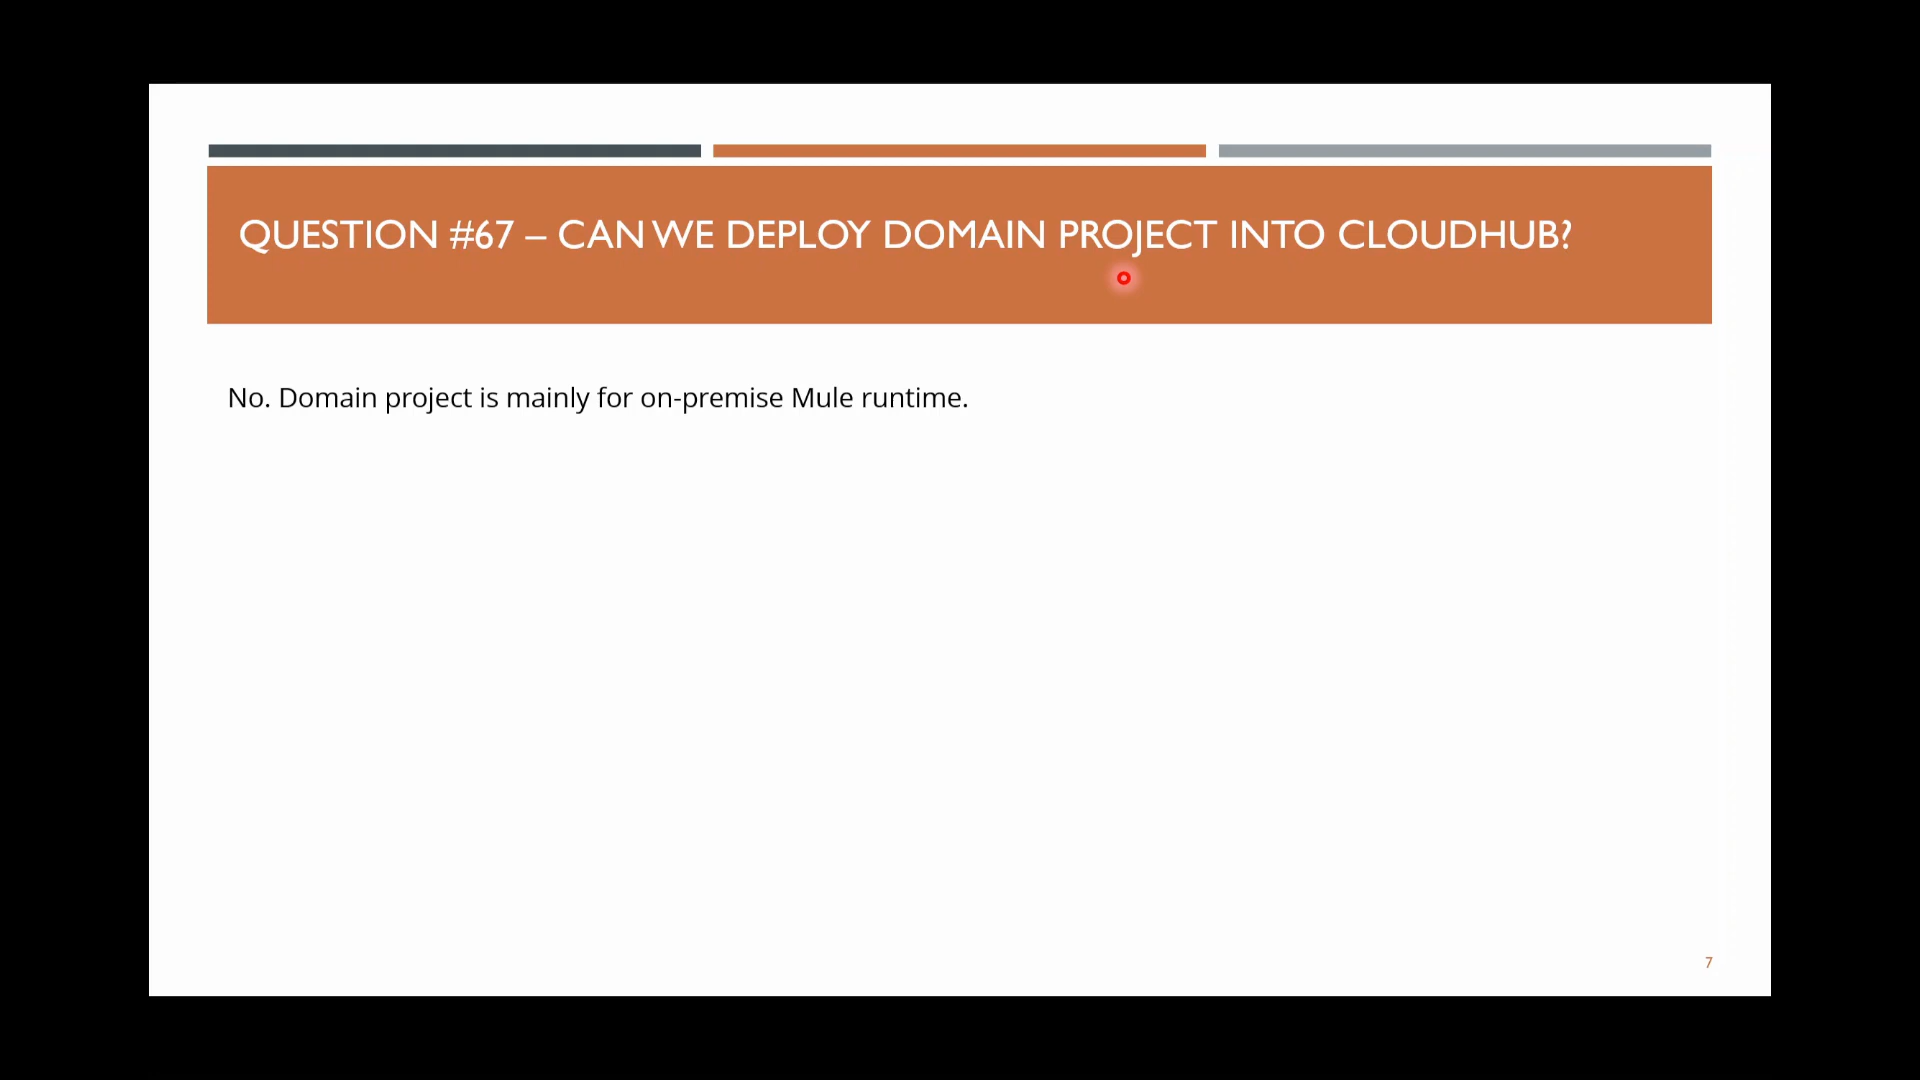 QUESTION #67 – CAN WE DEPLOY DOMAIN PROJECT INTO CLOUDHUB?
No. Domain project is mainly for on-premise Mule runtime.
7